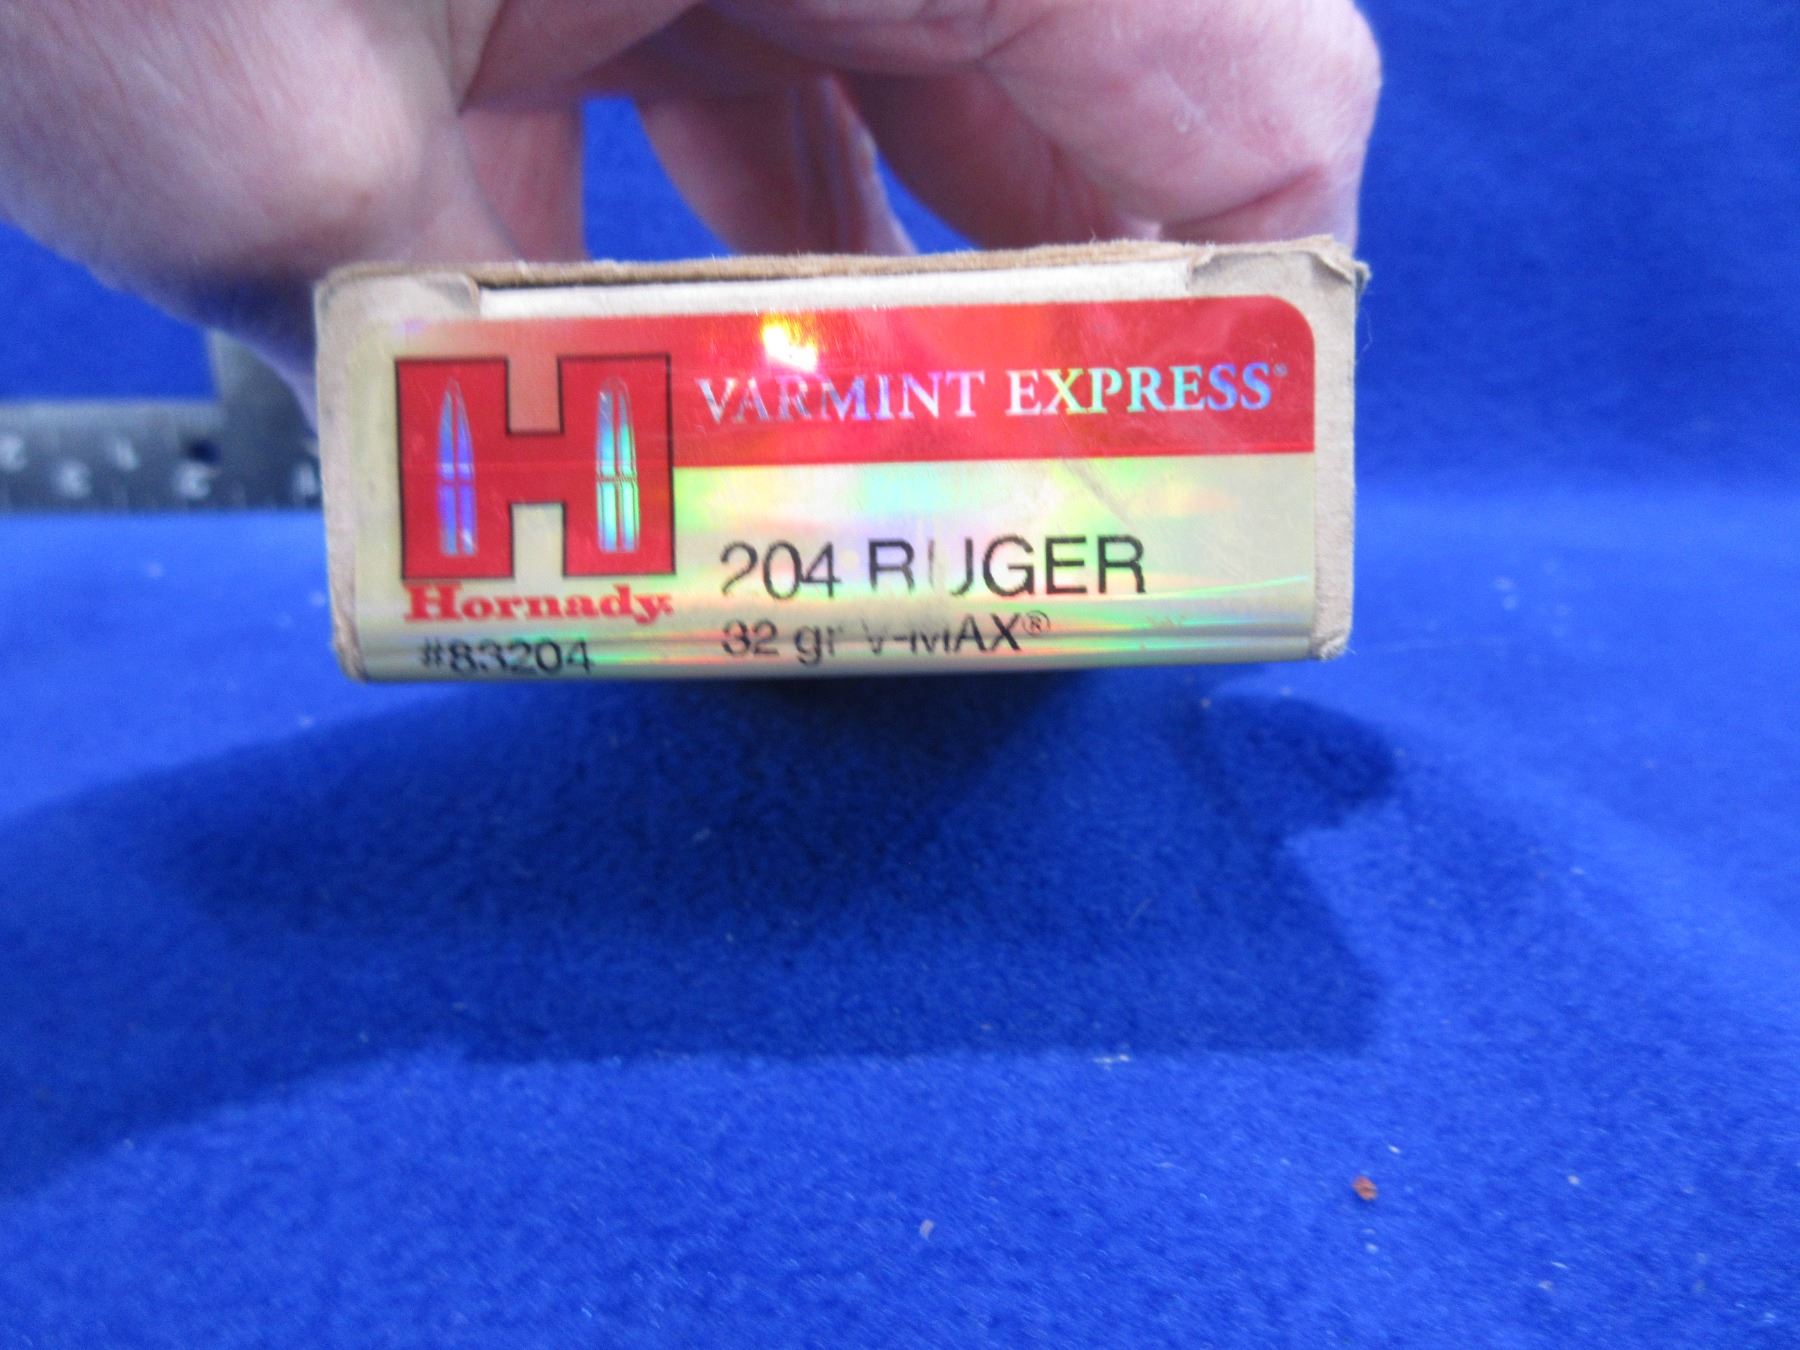 VARMINT EXPRESS®
204 RUGER
Hornady
#83204
32 gr V-MAX®